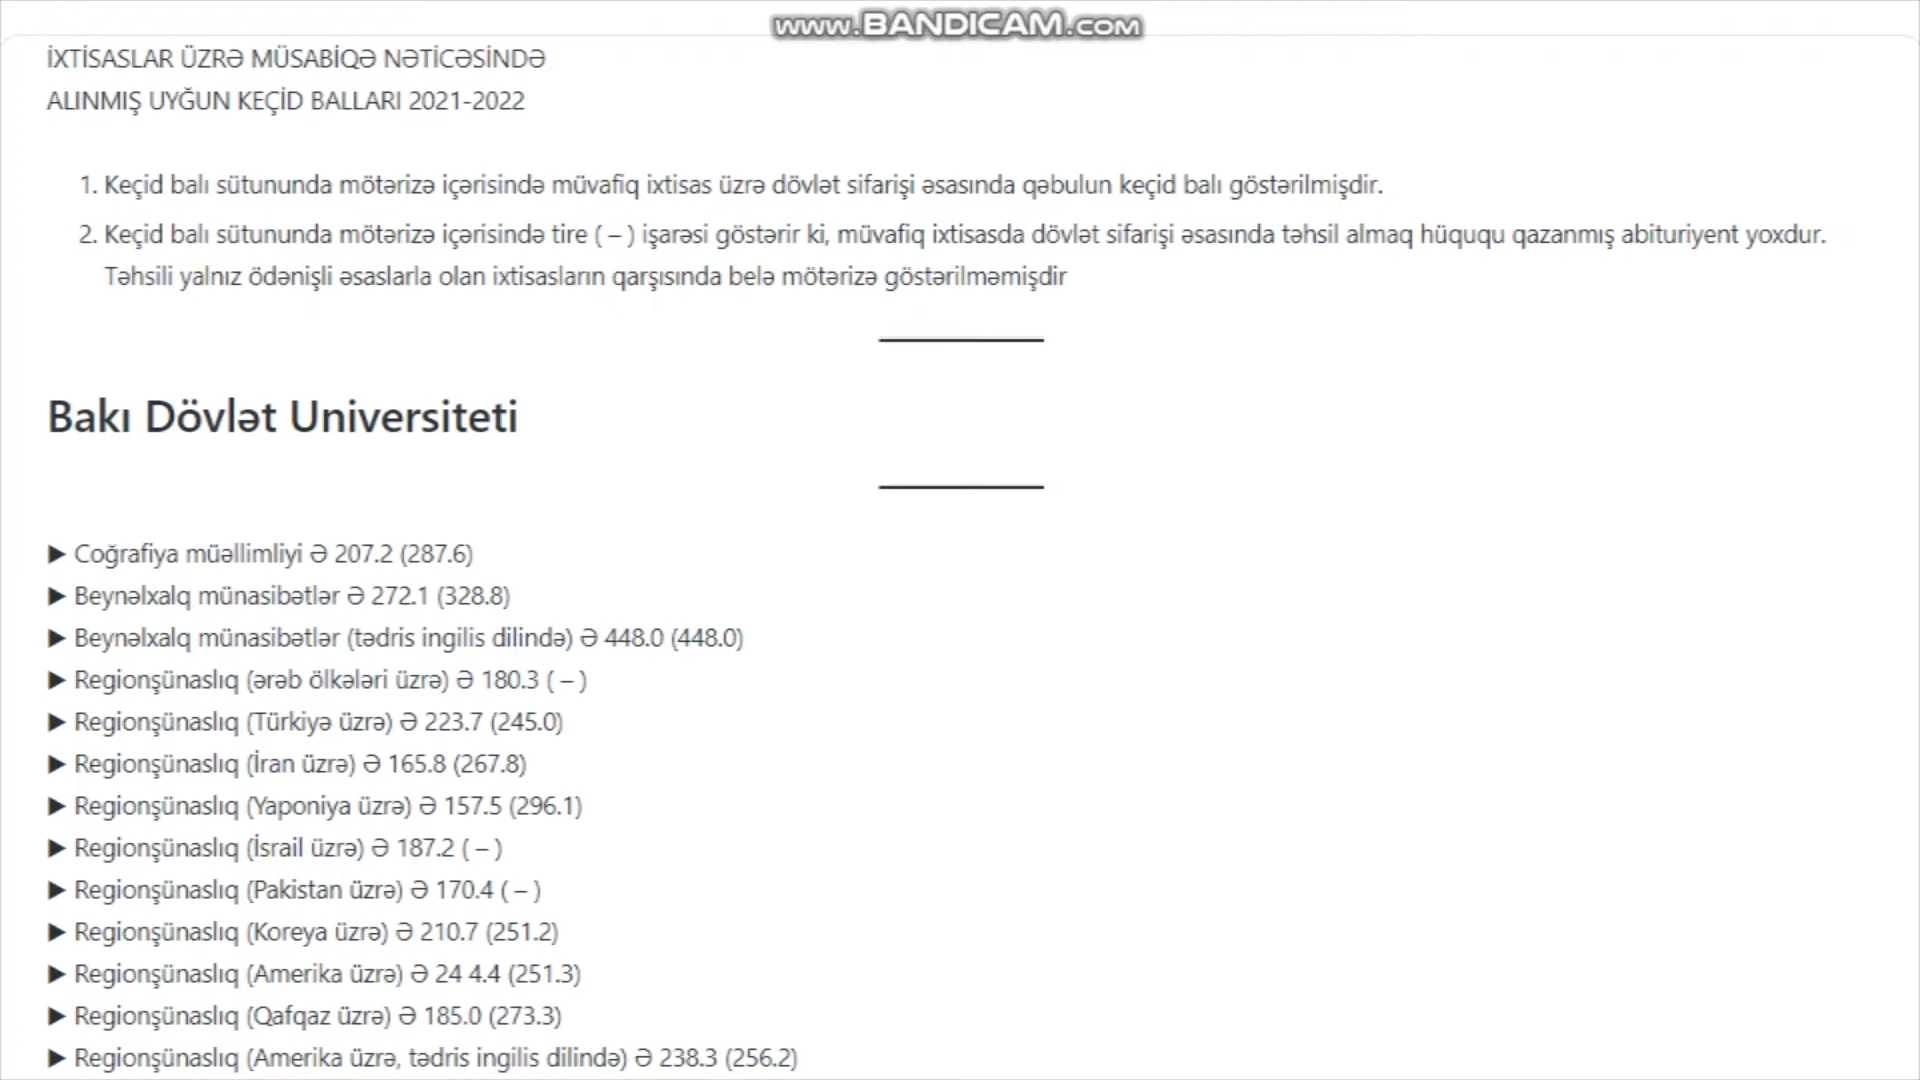 www.BANDICAM.com
İXTİSASLAR ÜZRƏ MÜSABİQƏ NƏTİCƏSİNDƏ
ALINMIŞ UYĞUN KEÇİD BALLARI 2021-2022
1. Keçid balı sütununda mötərizə içərisində müvafiq ixtisas üzrə dövlət sifarişi əsasında qəbulun keçid balı göstərilmişdir.
2. Keçid balı sütununda mötərizə içərisində tire ( – ) işarəsi göstərir ki, müvafiq ixtisasda dövlət sifarişi əsasında təhsil almaq hüququ qazanmış abituriyent yoxdur.
Təhsili yalnız ödənişli əsaslarla olan ixtisasların qarşısında belə mötərizə göstərilməmişdir
Bakı Dövlət Universiteti
► Coğrafiya müəllimliyi Ə 207.2 (287.6)
► Beynəlxalq münasibətlər Ə 272.1 (328.8)
► Beynəlxalq münasibətlər (tədris ingilis dilində) Ə 448.0 (448.0)
► Regionşünaslıq (ərəb ölkələri üzrə) Ə 180.3 ( – )
► Regionşünaslıq (Türkiyə üzrə) Ə 223.7 (245.0)
► Regionşünaslıq (İran üzrə) Ə 165.8 (267.8)
► Regionşünaslıq (Yaponiya üzrə) Ə 157.5 (296.1)
► Regionşünaslıq (İsrail üzrə) Ə 187.2 ( – )
► Regionşünaslıq (Pakistan üzrə) Ə 170.4 ( – )
► Regionşünaslıq (Koreya üzrə) Ə 210.7 (251.2)
► Regionşünaslıq (Amerika üzrə) Ə 24 4.4 (251.3)
► Regionşünaslıq (Qafqaz üzrə) Ə 185.0 (273.3)
► Regionşünaslıq (Amerika üzrə, tədris ingilis dilində) Ə 238.3 (256.2)